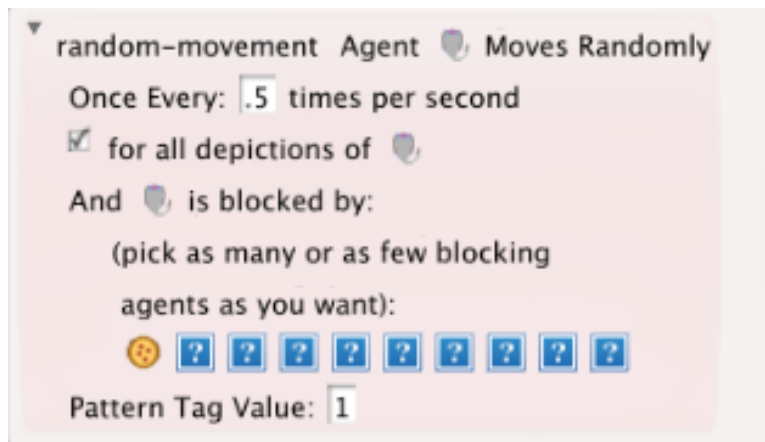 random-movement Agent Moves Randomly
Once Every: .5 times per second
for all depictions of
And is blocked by:
(pick as many or as few blocking
agents as you want):
? ? ? ? ? ? ? ? ?
Pattern Tag Value: 1